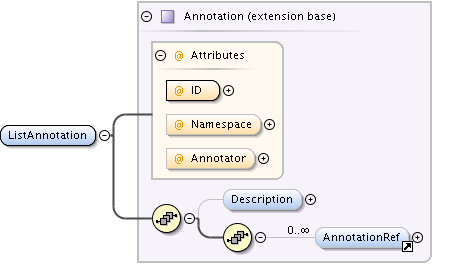 Annotation (extension base)
@ Attributes
@ ID
@ Namespace
@ Annotator
ListAnnotation
Description
0..∞
AnnotationRef